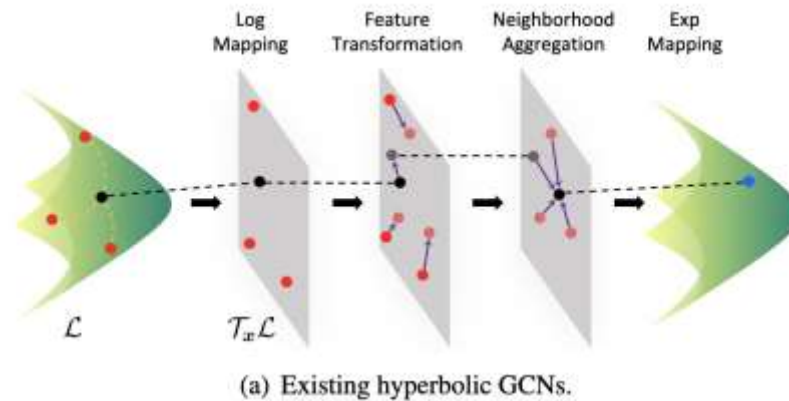 Log Mapping
Feature Transformation
Neighborhood Aggregation
Exp Mapping
ℒ
𝒯ₓℒ
(a) Existing hyperbolic GCNs.